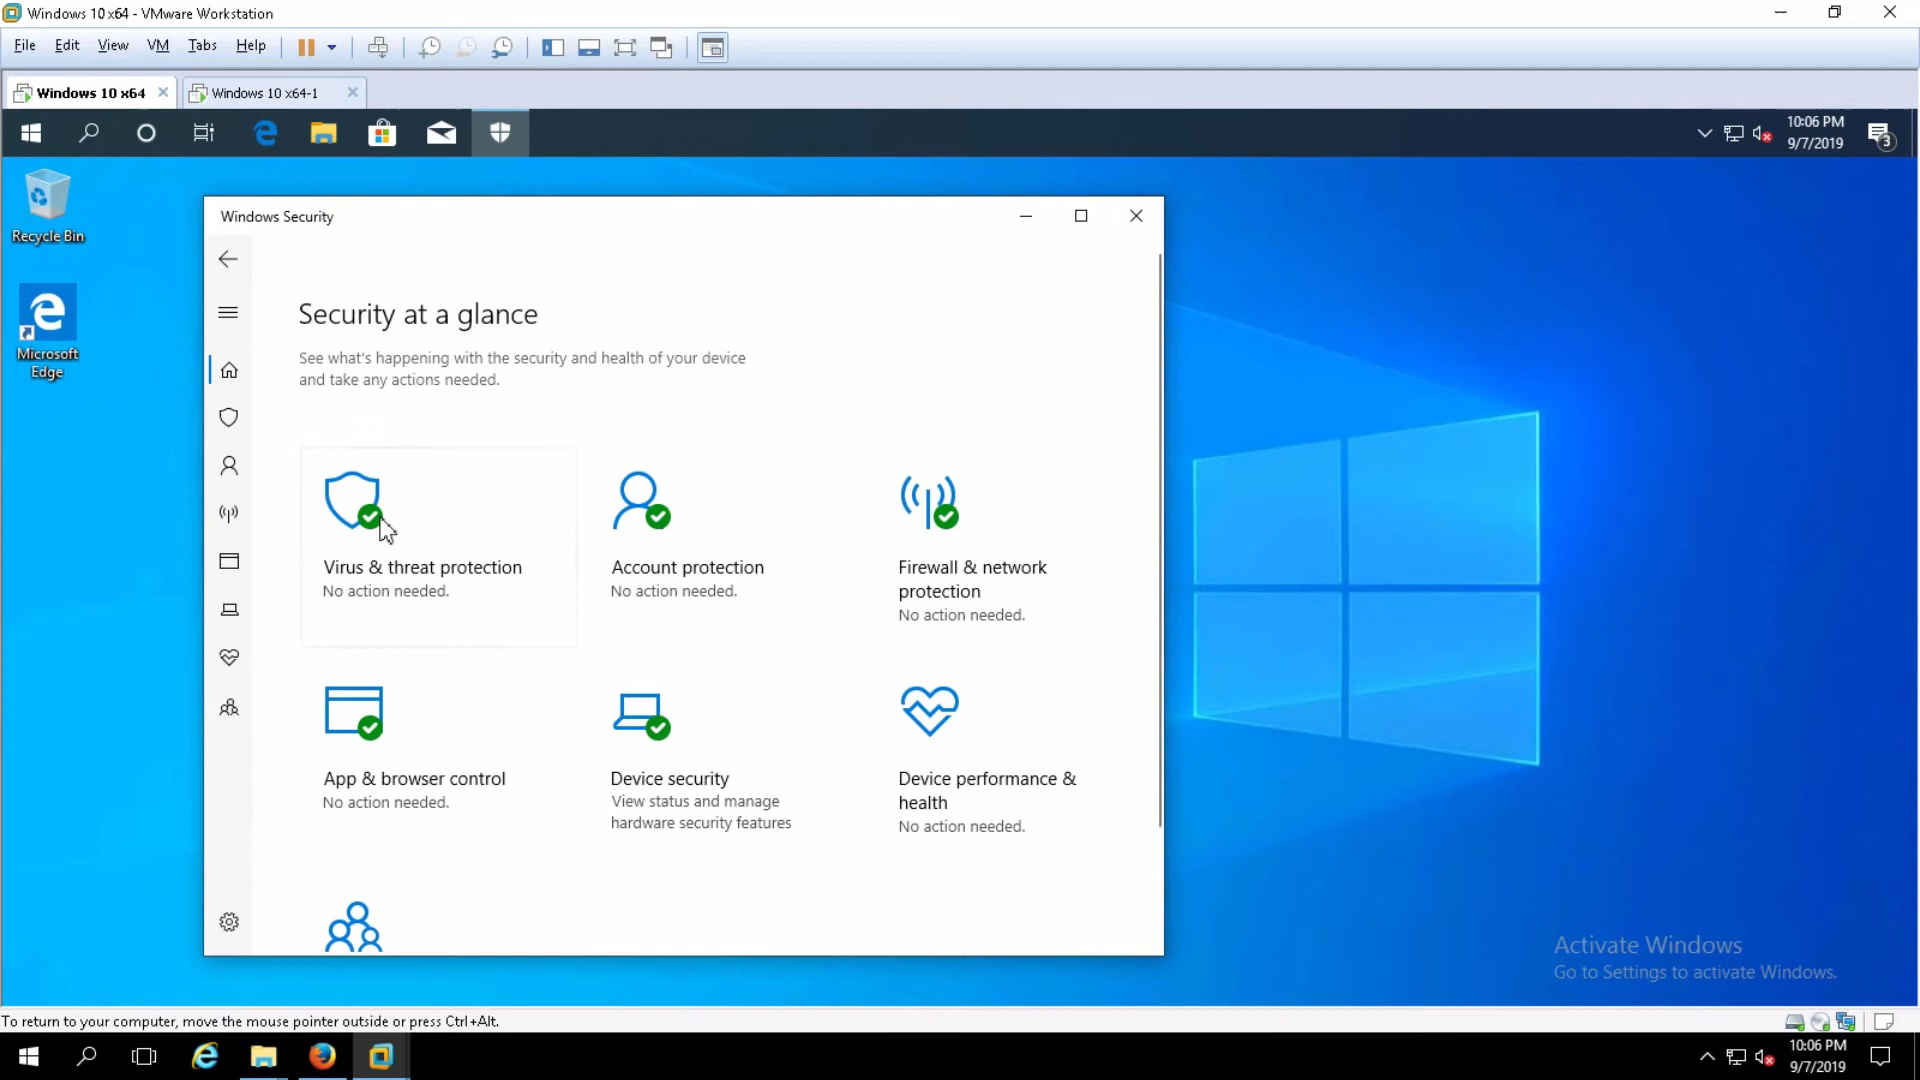 Windows 10 x64 - VMware Workstation
File Edit View VM Tabs Help
Windows 10 x64 Windows 10 x64-1
10:06 PM
9/7/2019
3
Recycle Bin
Microsoft
Edge
Windows Security
Security at a glance
See what's happening with the security and health of your device
and take any actions needed.
Virus & threat protection
No action needed.
Account protection
No action needed.
Firewall & network
protection
No action needed.
App & browser control
No action needed.
Device security
View status and manage
hardware security features
Device performance &
health
No action needed.
Activate Windows
Go to Settings to activate Windows.
To return to your computer, move the mouse pointer outside or press Ctrl+Alt.
10:06 PM
9/7/2019